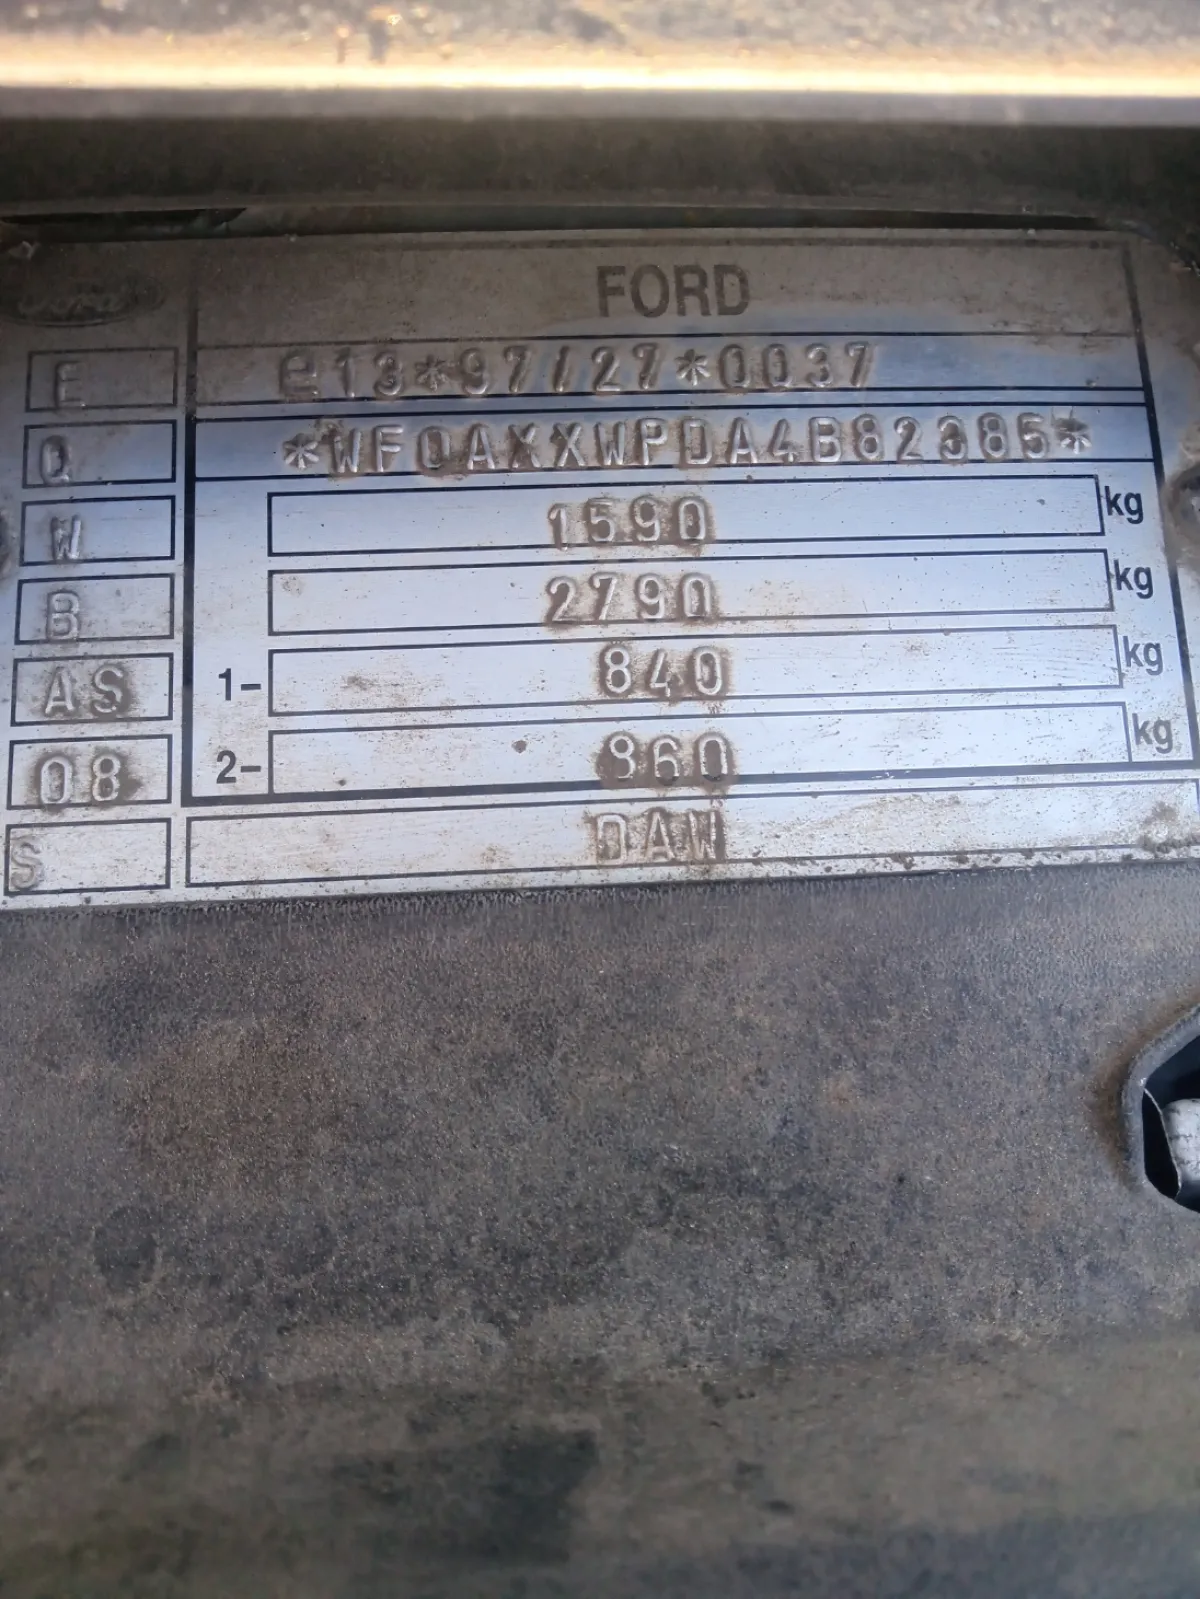 Ford
FORD
E e13*97/27*0037
Q *WF0AXXWPDA4B82385*
W 1590 kg
B 2790 kg
AS 1- 840 kg
08 2- 860 kg
S DAW